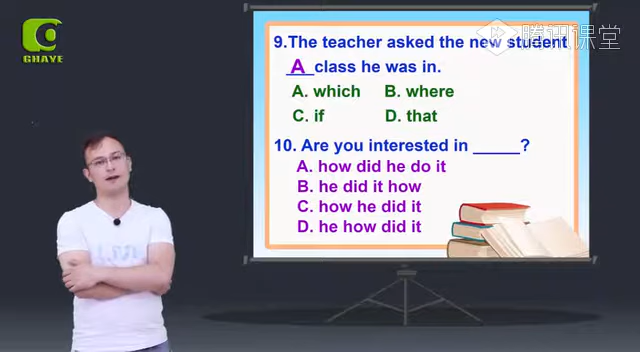 GHAYE
腾讯课堂
9.The teacher asked the new student
__A__class he was in.
A. which B. where
C. if D. that
10. Are you interested in _____?
A. how did he do it
B. he did it how
C. how he did it
D. he how did it